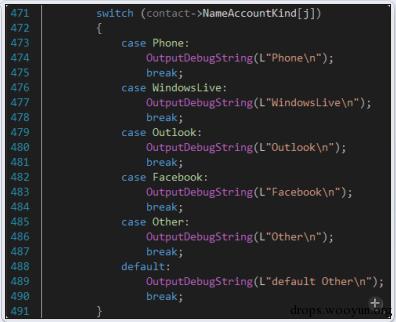 471 switch (contact->NameAccountKind[j])
472 {
473 case Phone:
474 OutputDebugString(L"Phone\n");
475 break;
476 case WindowsLive:
477 OutputDebugString(L"WindowsLive\n");
478 break;
479 case Outlook:
480 OutputDebugString(L"Outlook\n");
481 break;
482 case Facebook:
483 OutputDebugString(L"Facebook\n");
484 break;
485 case Other:
486 OutputDebugString(L"Other\n");
487 break;
488 default:
489 OutputDebugString(L"default Other\n");
490 break;
491 }
drops.wooyun.org